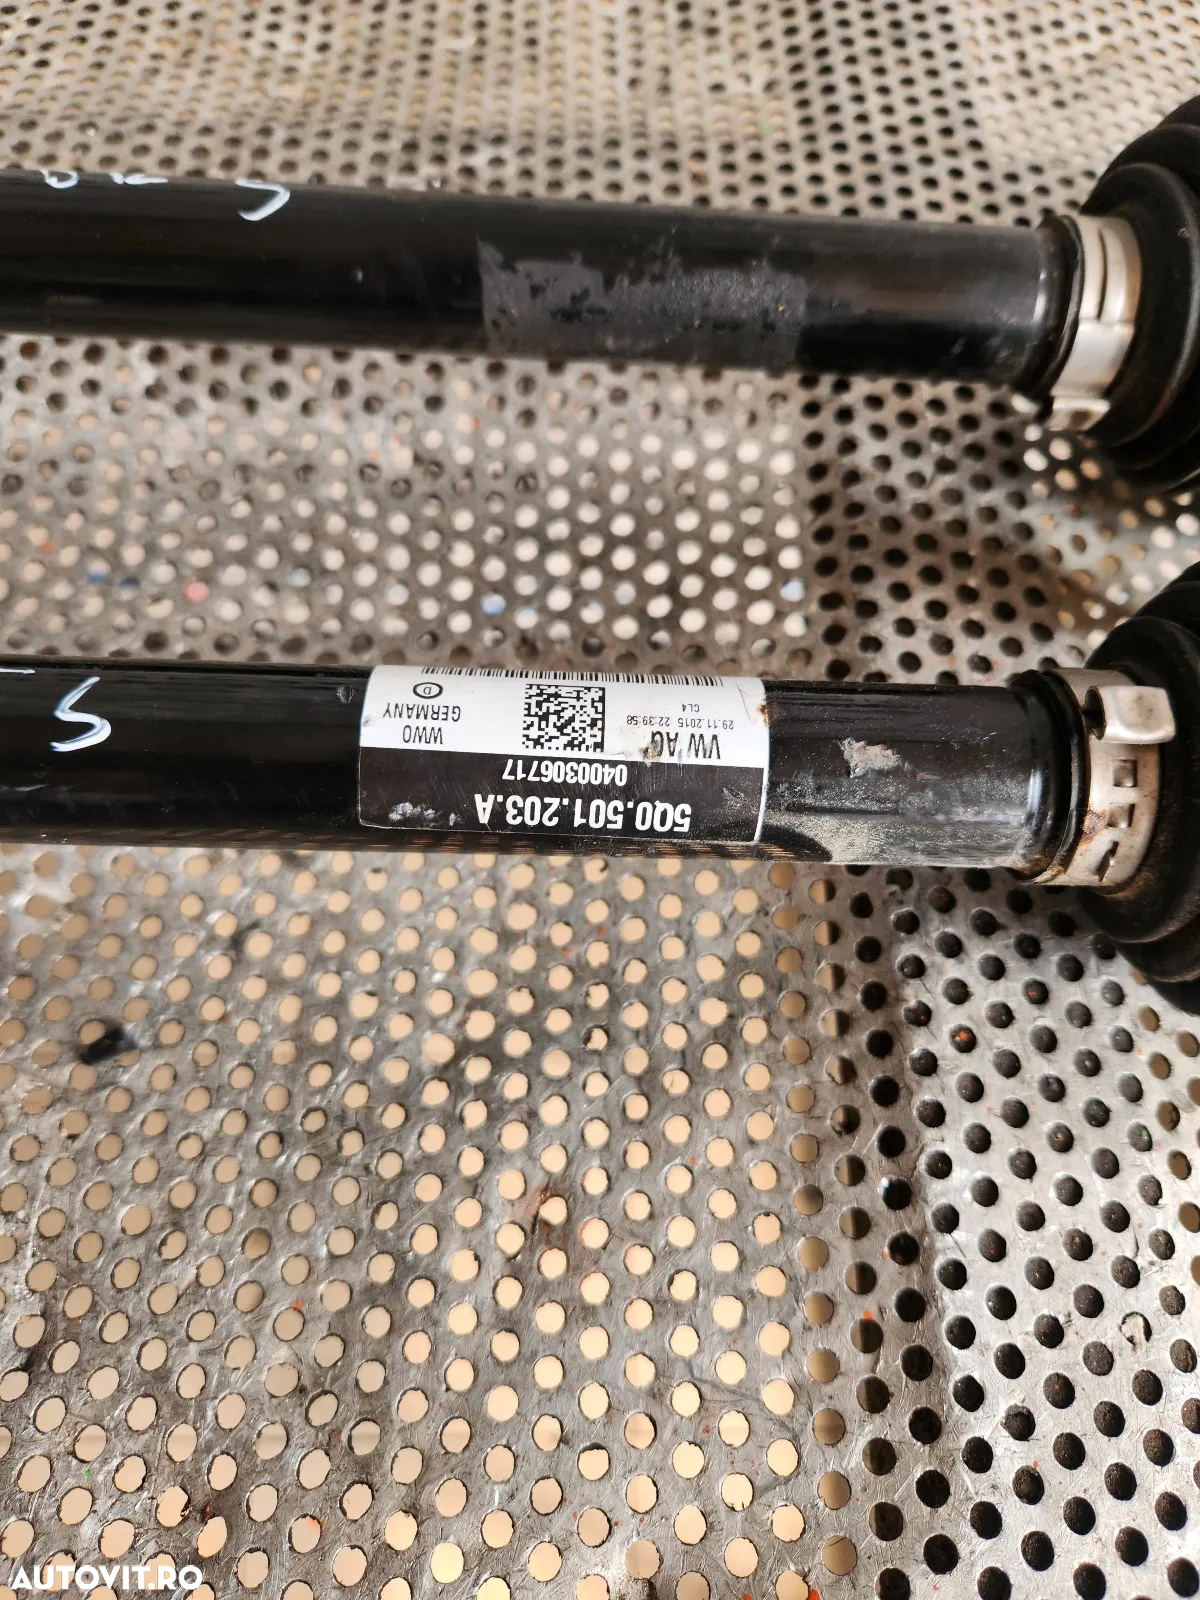 5Q0.501.203.A
0400306717
VW AG
WWO
GERMANY
D
29.11.2015 22:39:58
CL4
S
AUTOVIT.RO